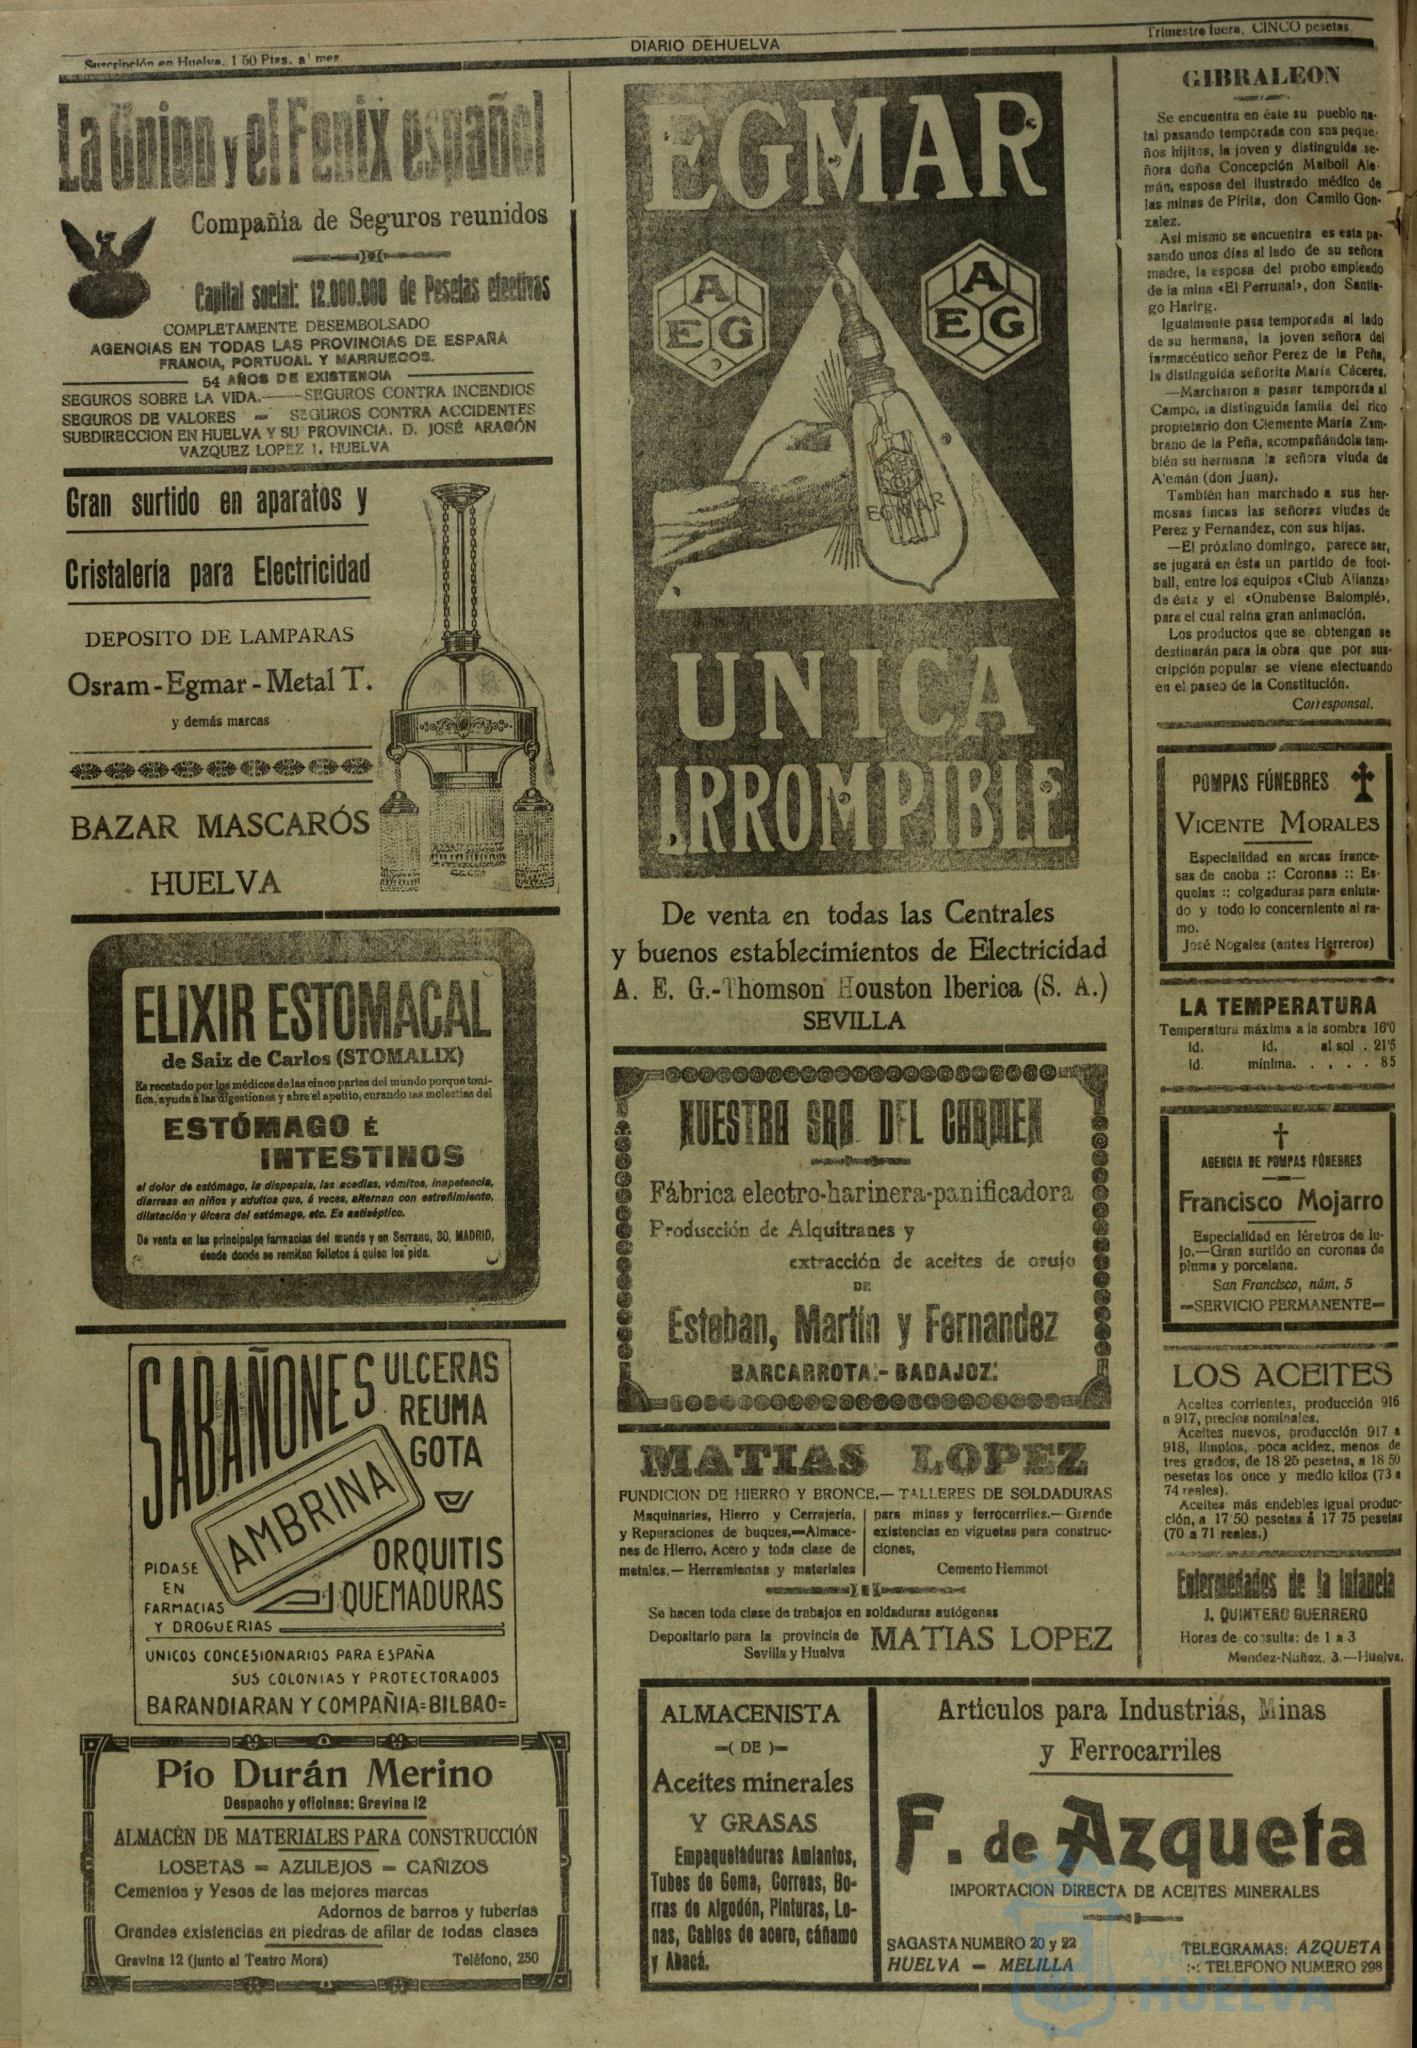 Suscripción en Huelva, 1 50 Ptas. al mes
DIARIO DEHUELVA
Trimestre fuera, CINCO pesetas
La Unión y el Fenix español
Compañia de Seguros reunidos
Capital social: 12.000.000 de Pesetas efectivas
COMPLETAMENTE DESEMBOLSADO
AGENCIAS EN TODAS LAS PROVINCIAS DE ESPAÑA
FRANCIA, PORTUGAL Y MARRUECOS.
54 AÑOS DE EXISTENCIA
SEGUROS SOBRE LA VIDA.—SEGUROS CONTRA INCENDIOS
SEGUROS DE VALORES — SEGUROS CONTRA ACCIDENTES
SUBDIRECCION EN HUELVA Y SU PROVINCIA. D. JOSÉ ARAGÓN
VAZQUEZ LOPEZ 1. HUELVA
Gran surtido en aparatos y
Cristalería para Electricidad
DEPOSITO DE LAMPARAS
Osram-Egmar-Metal T.
y demás marcas
BAZAR MASCARÓS
HUELVA
ELIXIR ESTOMACAL
de Saiz de Carlos (STOMALIX)
Es recetado por los médicos de las cinco partes del mundo porque toni-
fica, ayuda á las digestiones y abre el apetito, curando las molestias del
ESTÓMAGO É
INTESTINOS
el dolor de estómago, la dispepsia, las acedias, vómitos, inapetencia,
diarreas en niños y adultos que, á veces, alternan con estreñimiento,
dilatación y úlcera del estómago, etc. Es antiséptico.
De venta en las principales farmacias del mundo y en Serrano, 30, MADRID,
desde donde se remiten folletos á quien los pida.
SABAÑONES
ULCERAS
REUMA
GOTA
AMBRINA
ORQUITIS
QUEMADURAS
PIDASE
EN
FARMACIAS
Y DROGUERIAS
UNICOS CONCESIONARIOS PARA ESPAÑA
SUS COLONIAS Y PROTECTORADOS
BARANDIARAN Y COMPAÑIA=BILBAO=
Pío Durán Merino
Despacho y oficinas: Gravina 12
ALMACÉN DE MATERIALES PARA CONSTRUCCIÓN
LOSETAS = AZULEJOS = CAÑIZOS
Cementos y Yesos de las mejores marcas
Adornos de barros y tuberías
Grandes existencias en piedras de afilar de todas clases
Gravina 12 (junto al Teatro Mora) Teléfono, 250
EGMAR
AEG
AEG
EGMAR
UNICA
IRROMPIBLE
De venta en todas las Centrales
y buenos establecimientos de Electricidad
A. E. G.-Thomson Houston Iberica (S. A.)
SEVILLA
NUESTRA SRA. DEL CARMEN
Fábrica electro-harinera-panificadora
Producción de Alquitranes y
extracción de aceites de orujo
DE
Esteban, Martín y Fernandez
BARCARROTA:- BADAJOZ:
MATIAS LOPEZ
FUNDICION DE HIERRO Y BRONCE.— TALLERES DE SOLDADURAS
Maquinarias, Hierro y Cerrajería,
y Reparaciones de buques,—Almace-
nes de Hierro, Acero y toda clase de
metales.— Herramientas y materiales
para minas y ferrocarriles.— Grande
existencias en viguetas para construc-
ciones,
Cemento Hemmot
Se hacen toda clase de trabajos en soldaduras autógenas
Depositario para la provincia de
Sevilla y Huelva
MATIAS LOPEZ
ALMACENISTA
—( DE )—
Aceites minerales
Y GRASAS
Empaquetaduras Amiantos,
Tubos de Goma, Correas, Bo-
rras de Algodón, Pinturas, Lo-
nas, Cables de acero, cáñamo
y Abacá.
Articulos para Industrias, Minas
y Ferrocarriles
F. de Azqueta
IMPORTACION DIRECTA DE ACEITES MINERALES
SAGASTA NUMERO 20 y 22
HUELVA — MELILLA
TELEGRAMAS: AZQUETA
:-: TELEFONO NUMERO 298
GIBRALEON
Se encuentra en éste su pueblo na-
tal pasando temporada con sus peque-
ños hijitos, la joven y distinguida se-
ñora doña Concepción Maiboll Ale-
mán, esposa del ilustrado médico de
las minas de Pirita, don Camilo Gon-
zalez.
Así mismo se encuentra es esta pa-
sando unos días al lado de su señora
madre, la esposa del probo empleado
de la mina «El Perrunal», don Santia-
go Haring.
Igualmente pasa temporada al lado
de su hermana, la joven señora del
farmacéutico señor Perez de la Peña,
la distinguida señorita María Cáceres.
—Marcharon a pasar temporada al
Campo, la distinguida familia del rico
propietario don Clemente María Zam-
brano de la Peña, acompañándola tam-
bién su hermana la señora viuda de
Alemán (don Juan).
También han marchado a sus her-
mosas fincas las señoras viudas de
Perez y Fernandez, con sus hijas.
—El próximo domingo, parece ser,
se jugará en ésta un partido de foot-
ball, entre los equipos «Club Alianza»
de ésta y el «Onubense Balompié»,
para el cual reina gran animación.
Los productos que se obtengan se
destinarán para la obra que por sus-
cripción popular se viene efectuando
en el paseo de la Constitución.
Corresponsal.
POMPAS FÚNEBRES
VICENTE MORALES
Especialidad en arcas france-
sas de caoba :: Coronas :: Es-
quelas :: colgaduras para enluta-
do y todo lo concerniente al ra-
mo.
José Nogales (antes Herreros)
LA TEMPERATURA
Temperatura máxima a la sombra 16'0
id. id. al sol . 21'5
id. mínima. . . . . 8 5
AGENCIA DE POMPAS FÚNEBRES
Francisco Mojarro
Especialidad en féretros de lu-
jo.—Gran surtido en coronas de
pluma y porcelana.
San Francisco, núm. 5
—SERVICIO PERMANENTE—
LOS ACEITES
Aceites corrientes, producción 916
a 917, precios nominales.
Aceites nuevos, producción 917 a
918, limpios, poca acidez, menos de
tres grados, de 18 25 pesetas, a 18 50
pesetas los once y medio kilos (73 a
74 reales).
Aceites más endebles igual produc-
ción, a 17'50 pesetas á 17 75 pesetas
(70 a 71 reales.)
Enfermedades de la Infancia
J. QUINTERO GUERRERO
Horas de consulta: de 1 a 3
Mendez-Nuñez, 3.—Huelva.
HUELVA